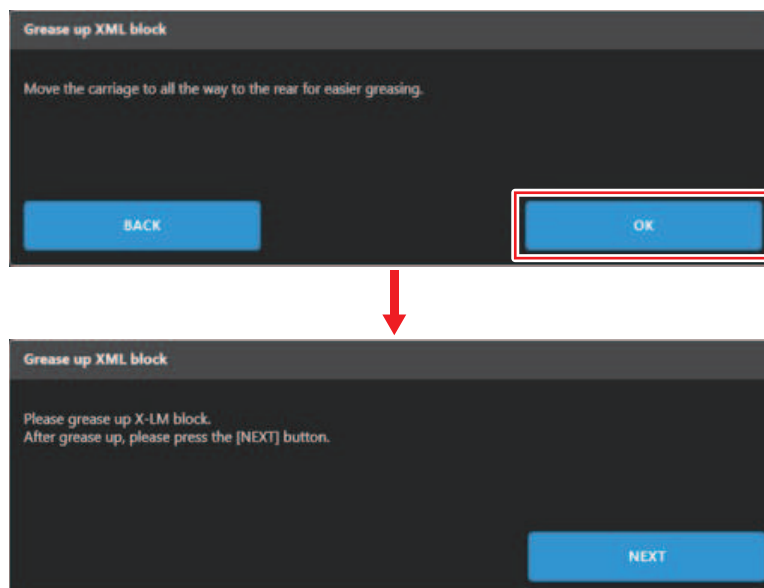 Grease up XML block
Move the carriage to all the way to the rear for easier greasing.
BACK
OK
Grease up XML block
Please grease up X-LM block.
After grease up, please press the [NEXT] button.
NEXT